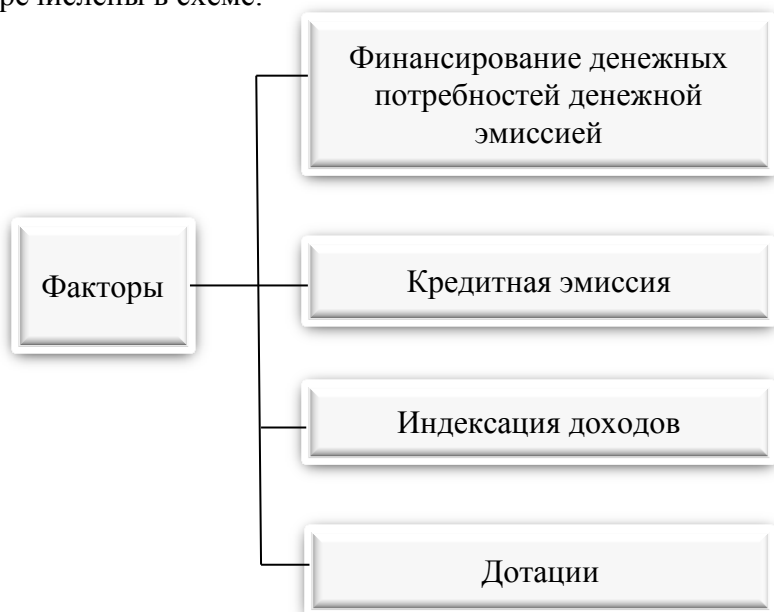 речислены в схеме:
Финансирование денежных
потребностей денежной
эмиссией
Факторы
Кредитная эмиссия
Индексация доходов
Дотации